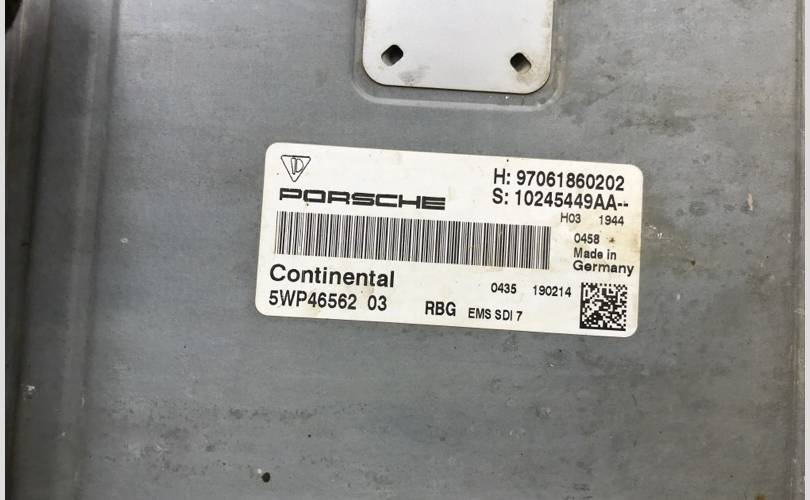 PORSCHE
H: 97061860202
S: 10245449AA--
H03 1944
0458
Made in
Germany
Continental
5WP46562 03
0435 190214
RBG EMS SDI 7